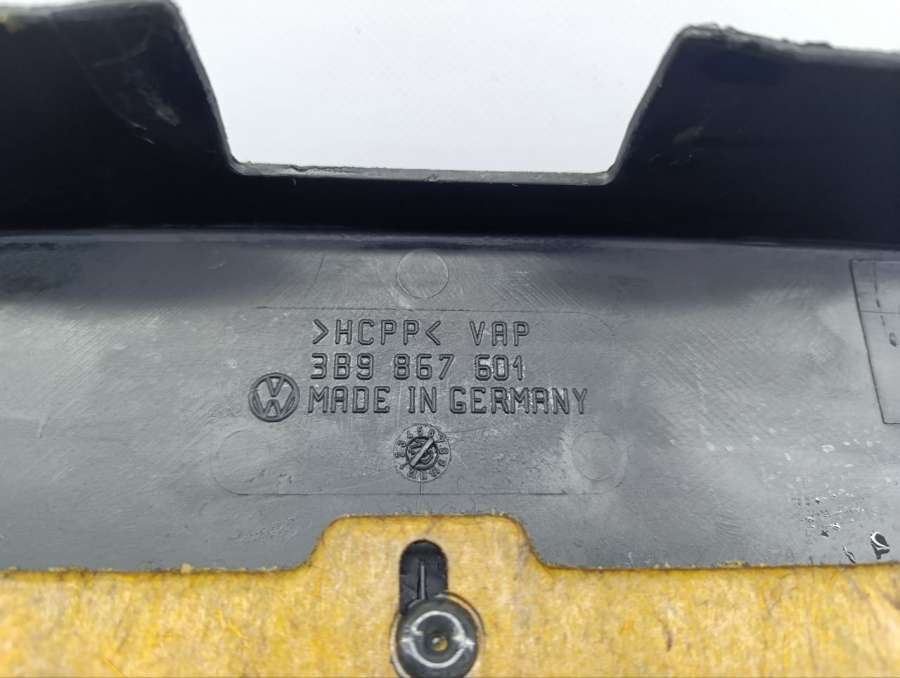 >HCPP< VAP
3B9 867 601
MADE IN GERMANY